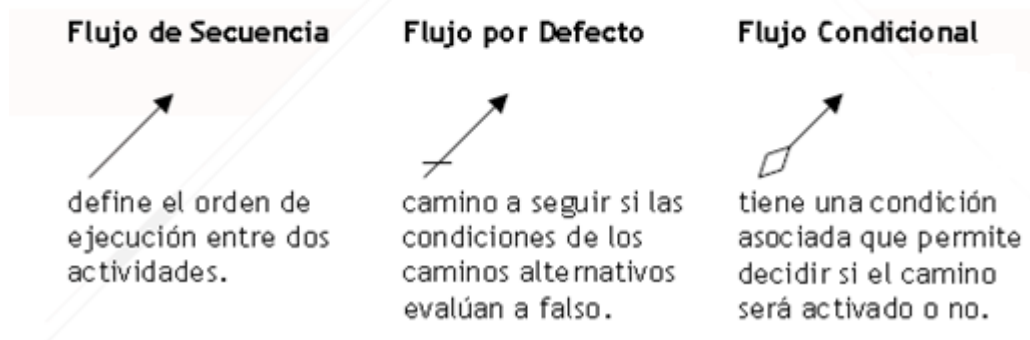 Flujo de Secuencia
define el orden de
ejecución entre dos
actividades.
Flujo por Defecto
camino a seguir si las
condiciones de los
caminos alternativos
evalúan a falso.
Flujo Condicional
tiene una condición
asociada que permite
decidir si el camino
será activado o no.